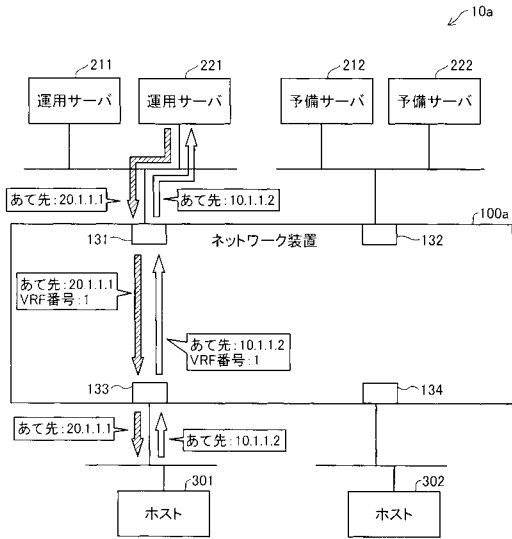 10a
211
221
212
222
運用サーバ
運用サーバ
予備サーバ
予備サーバ
あて先:20.1.1.1
あて先:10.1.1.2
100a
131
ネットワーク装置
132
あて先:20.1.1.1
VRF番号:1
あて先:10.1.1.2
VRF番号:1
133
134
あて先:20.1.1.1
あて先:10.1.1.2
301
302
ホスト
ホスト